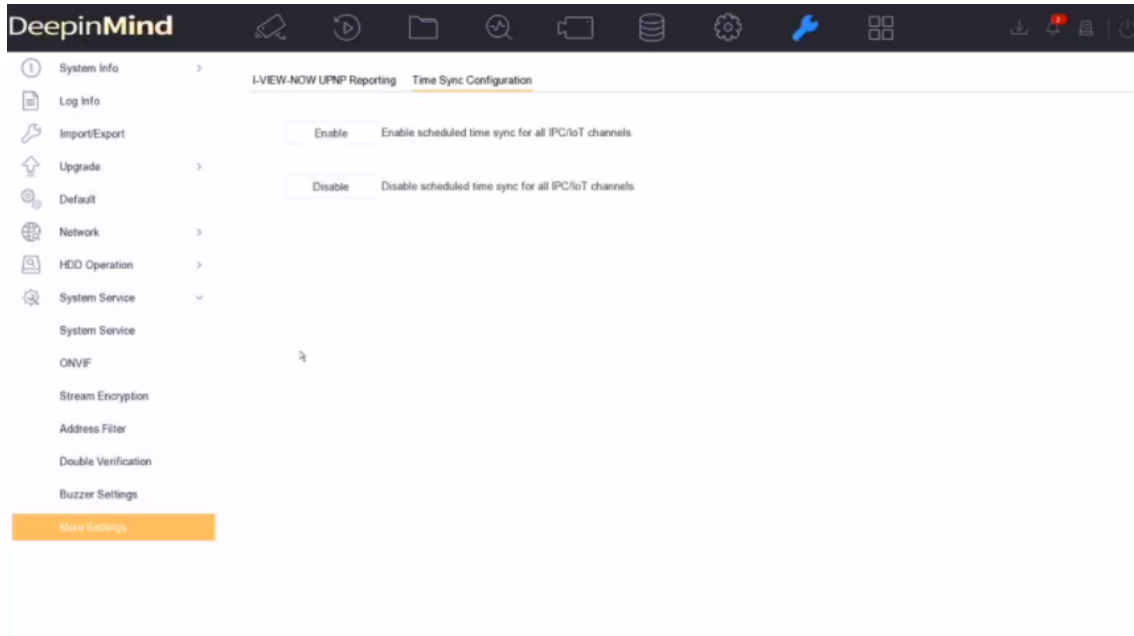 DeepinMind
2
System Info
Log Info
Import/Export
Upgrade
Default
Network
HDD Operation
System Service
System Service
ONVIF
Stream Encryption
Address Filter
Double Verification
Buzzer Settings
More Settings
I-VIEW-NOW UPNP Reporting Time Sync Configuration
Enable Enable scheduled time sync for all IPC/IoT channels.
Disable Disable scheduled time sync for all IPC/IoT channels.